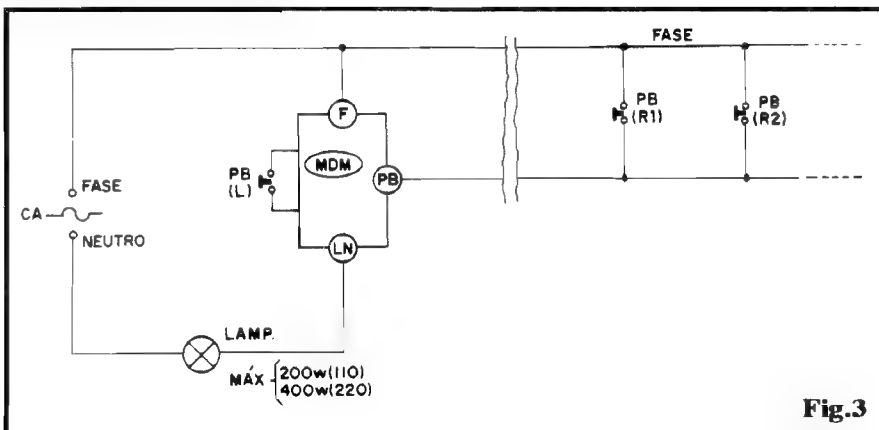 FASE
F
PB
(R1)
PB
(R2)
MDM
PB
(L)
PB
FASE
CA
NEUTRO
LN
LAMP.
MÁX 200w(110)
400w(220)
Fig.3